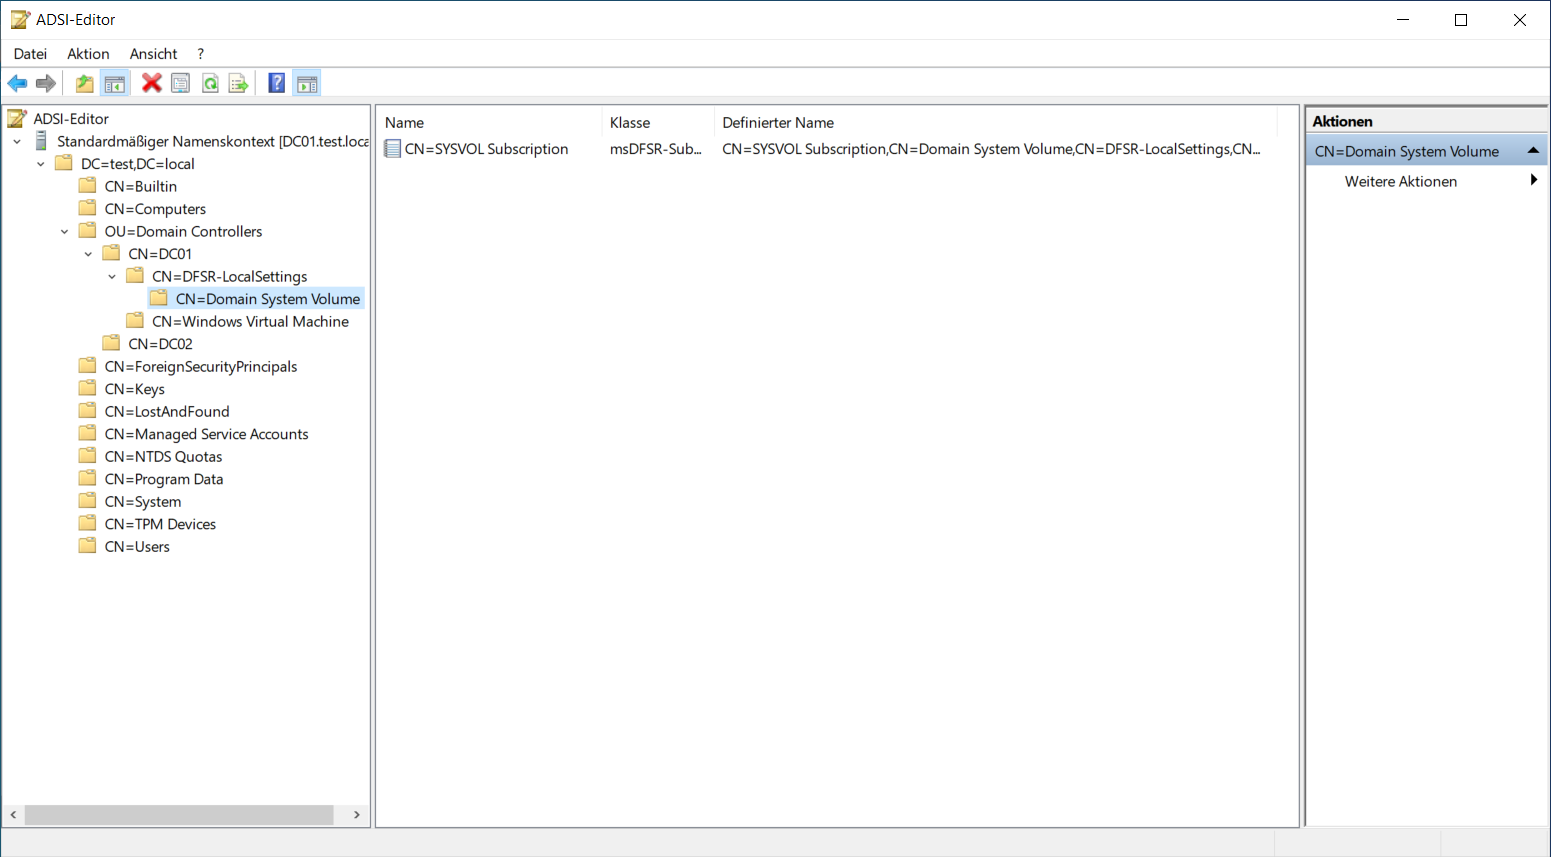 ADSI-Editor
Datei Aktion Ansicht ?
ADSI-Editor
Standardmäßiger Namenskontext [DC01.test.loca
DC=test,DC=local
CN=Builtin
CN=Computers
OU=Domain Controllers
CN=DC01
CN=DFSR-LocalSettings
CN=Domain System Volume
CN=Windows Virtual Machine
CN=DC02
CN=ForeignSecurityPrincipals
CN=Keys
CN=LostAndFound
CN=Managed Service Accounts
CN=NTDS Quotas
CN=Program Data
CN=System
CN=TPM Devices
CN=Users
Name Klasse Definierter Name
CN=SYSVOL Subscription msDFSR-Sub... CN=SYSVOL Subscription,CN=Domain System Volume,CN=DFSR-LocalSettings,CN...
Aktionen
CN=Domain System Volume
Weitere Aktionen